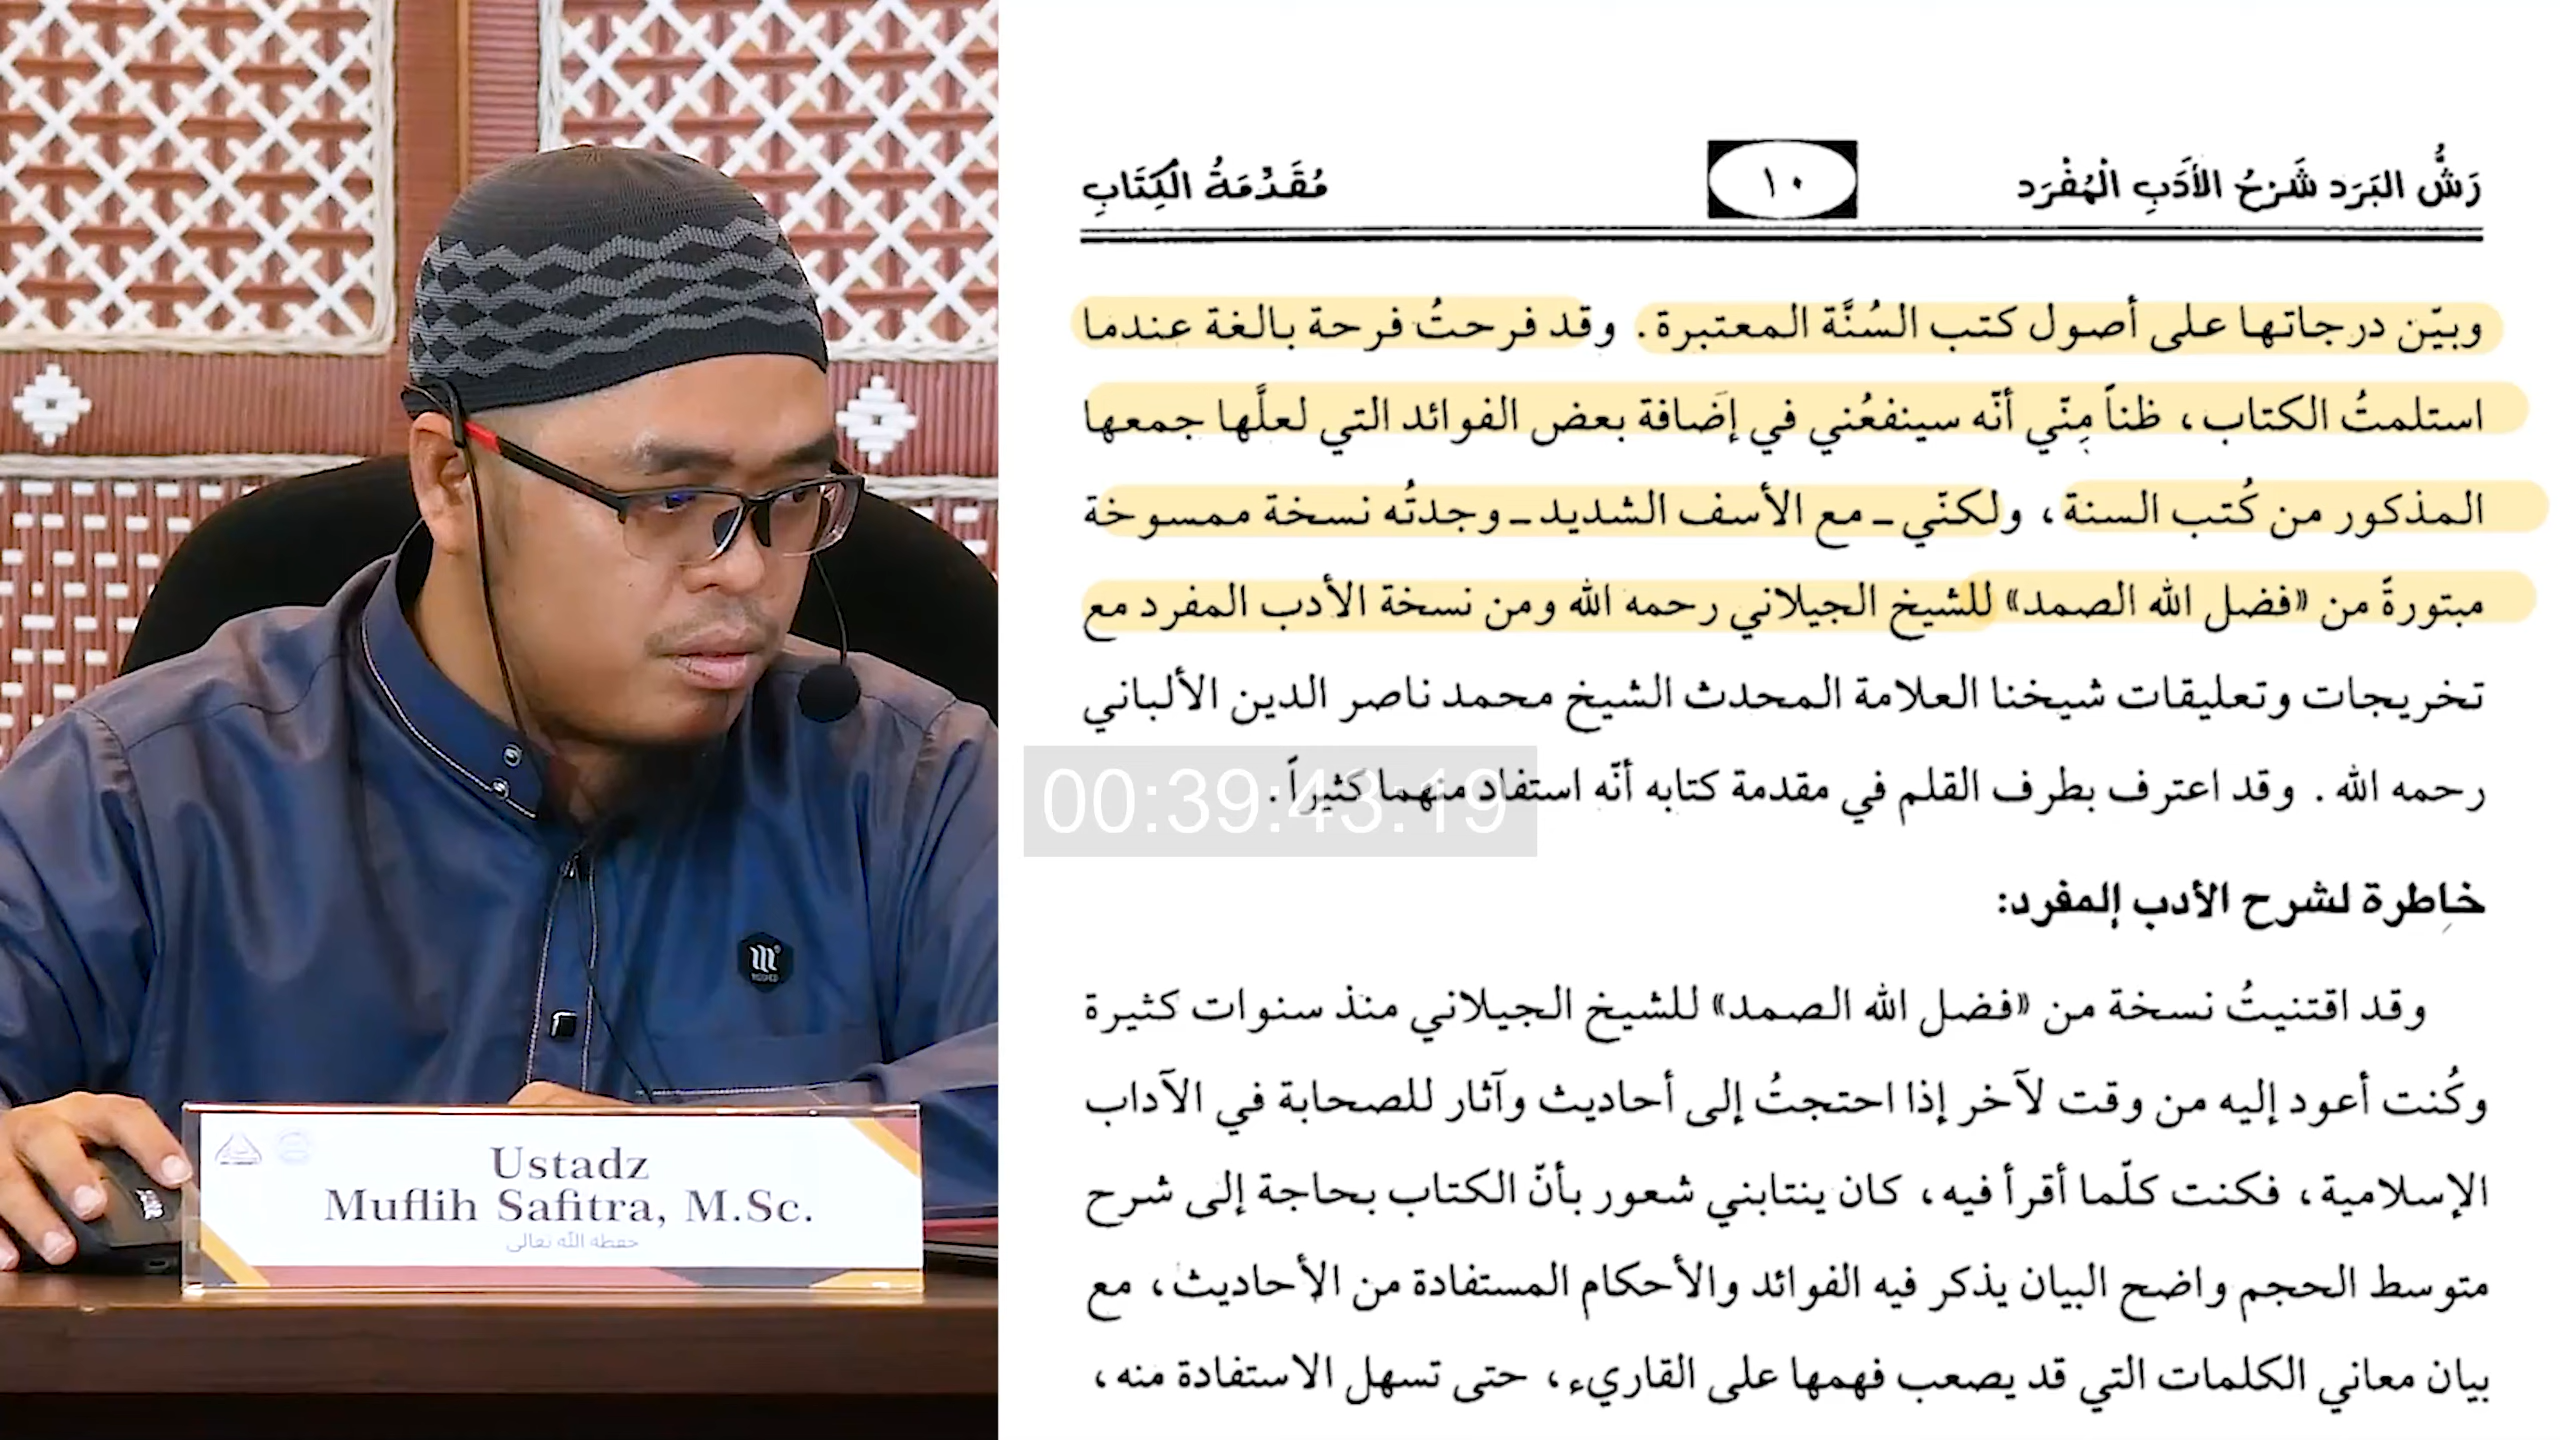 رَشُّ البَرَد شَرْحُ الأَدَبِ الْمُفْرَد
١٠
مُقَدِّمَةُ الْكِتَابِ
وبيّن درجاتها على أصول كتب السُنَّة المعتبرة. وقد فرحتُ فرحة بالغة عندما
استلمتُ الكتاب، ظناً مِنّي أنّه سينفعُني في إضَافة بعض الفوائد التي لعلَّها جمعها
المذكور من كُتب السنة، ولكنّي ـ مع الأسف الشديد ـ وجدتُه نسخة ممسوخة
مبتورةً من «فضل الله الصمد» للشيخ الجيلاني رحمه الله ومن نسخة الأدب المفرد مع
تخريجات وتعليقات شيخنا العلامة المحدث الشيخ محمد ناصر الدين الألباني
رحمه الله. وقد اعترف بطرف القلم في مقدمة كتابه أنّه استفاد منهما كثيراً.
00:39:43:19
خاطرة لشرح الأدب المفرد:
وقد اقتنيتُ نسخة من «فضل الله الصمد» للشيخ الجيلاني منذ سنوات كثيرة
وكُنت أعود إليه من وقت لآخر إذا احتجتُ إلى أحاديث وآثار للصحابة في الآداب
الإسلامية، فكنت كلّما أقرأ فيه، كان ينتابني شعور بأنّ الكتاب بحاجة إلى شرح
متوسط الحجم واضح البيان يذكر فيه الفوائد والأحكام المستفادة من الأحاديث، مع
بيان معاني الكلمات التي قد يصعب فهمها على القاريء، حتى تسهل الاستفادة منه،
Ustadz
Muflih Safitra, M.Sc.
حفظه الله تعالى